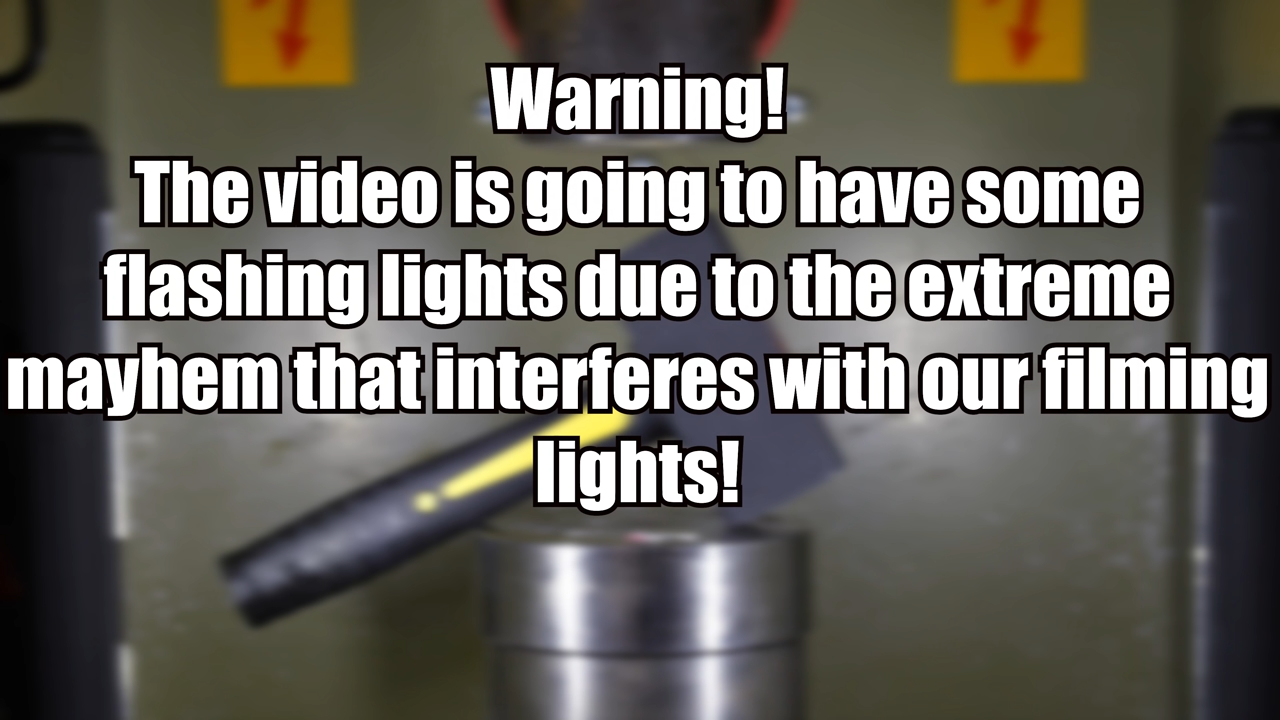 Warning!
The video is going to have some
flashing lights due to the extreme
mayhem that interferes with our filming
lights!